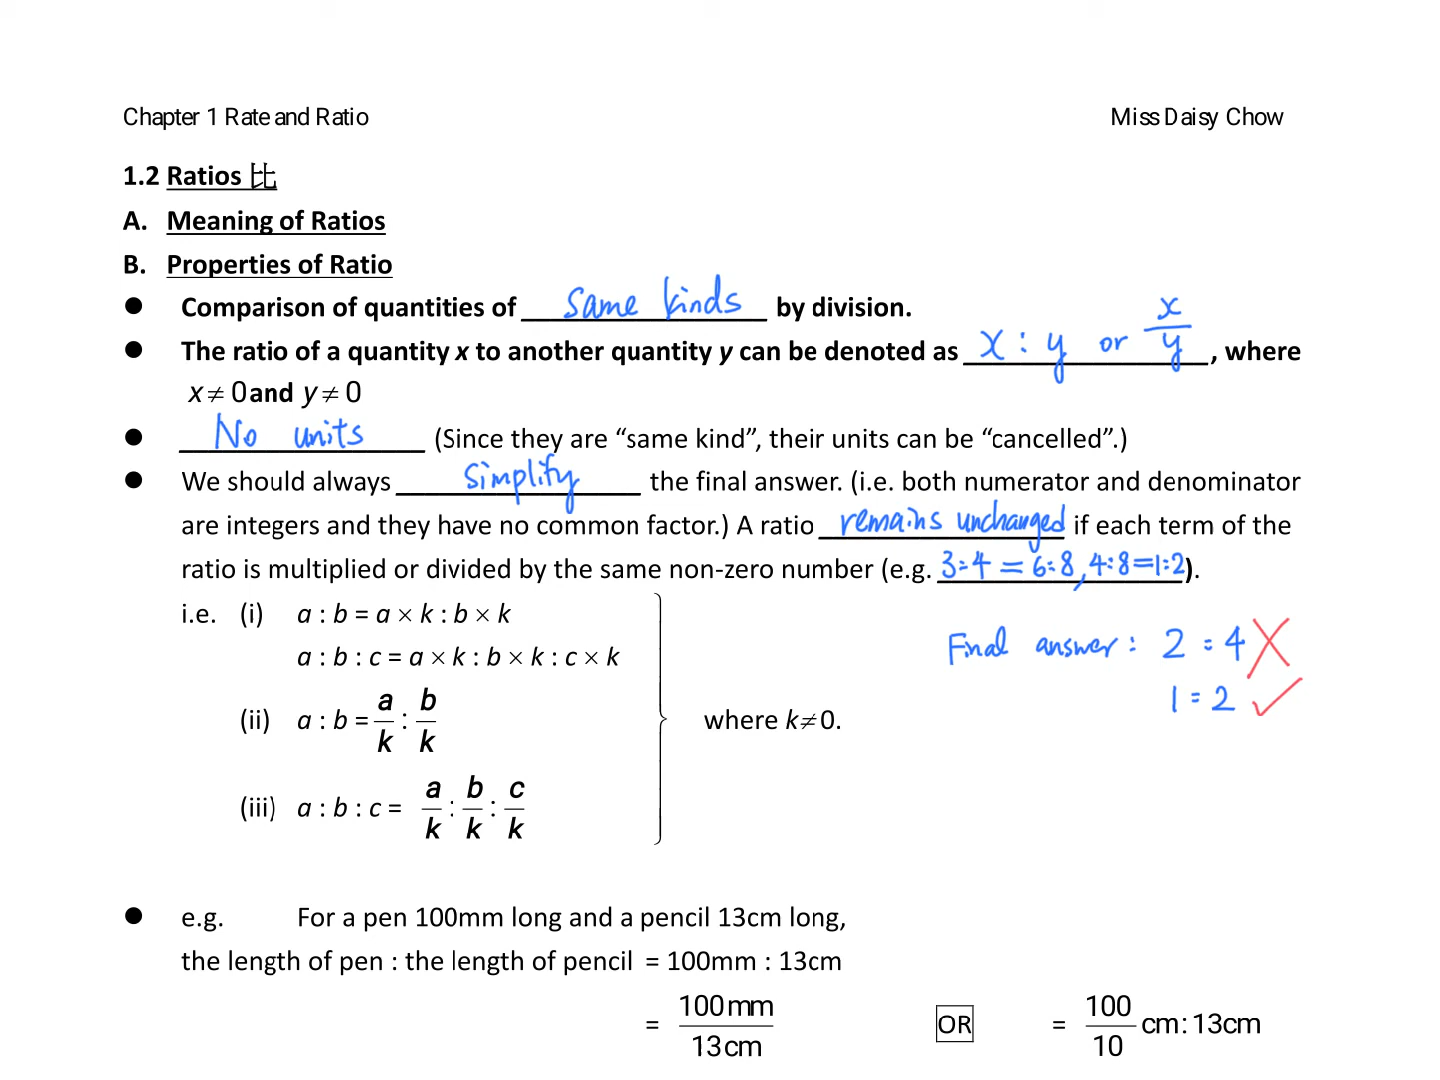 Chapter 1 Rate and Ratio Miss Daisy Chow
1.2 Ratios 比
A. Meaning of Ratios
B. Properties of Ratio
● Comparison of quantities of same kinds by division.
● The ratio of a quantity x to another quantity y can be denoted as x : y or x/y, where
x ≠ 0 and y ≠ 0
● No units (Since they are “same kind”, their units can be “cancelled”.)
● We should always simplify the final answer. (i.e. both numerator and denominator
are integers and they have no common factor.) A ratio remains unchanged if each term of the
ratio is multiplied or divided by the same non-zero number (e.g. 3:4 = 6:8, 4:8=1:2).
i.e. (i) a : b = a × k : b × k
a : b : c = a × k : b × k : c × k
Final answer: 2:4 ✗
1:2 ✓
(ii) a : b = a/k : b/k where k≠0.
(iii) a : b : c = a/k : b/k : c/k
● e.g. For a pen 100mm long and a pencil 13cm long,
the length of pen : the length of pencil = 100mm : 13cm
= 100mm/13cm OR = 100/10 cm : 13cm